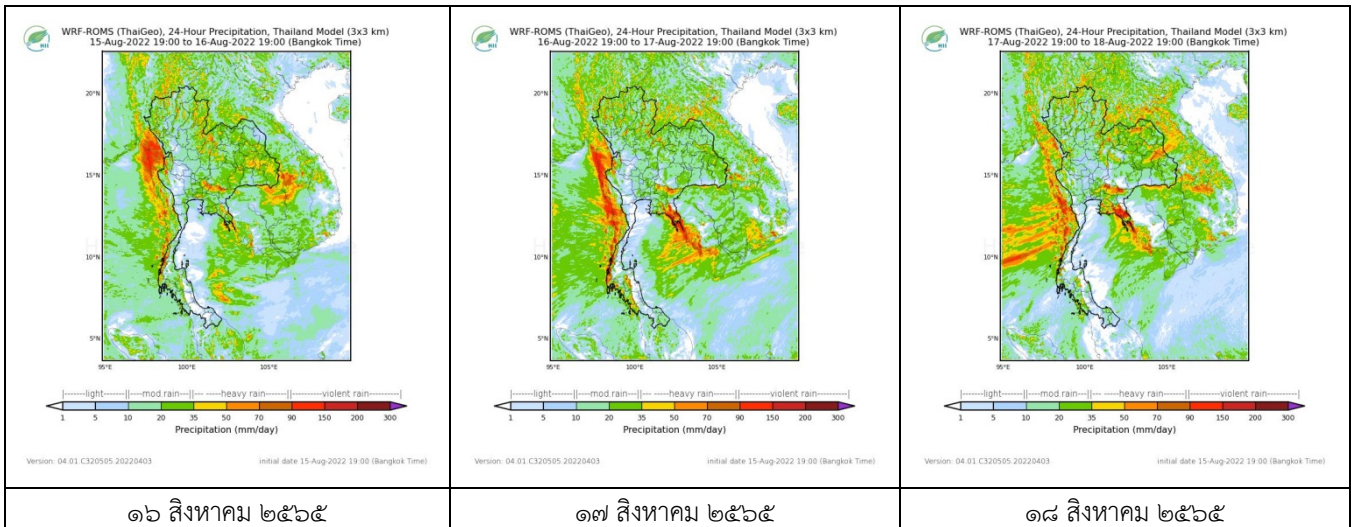 HII
WRF-ROMS (ThaiGeo), 24-Hour Precipitation, Thailand Model (3x3 km)
15-Aug-2022 19:00 to 16-Aug-2022 19:00 (Bangkok Time)
20°N
15°N
10°N
5°N
95°E 100°E 105°E
|-------light-------||----mod.rain----||---- ----heavy rain----||--------violent rain--------|
1 5 10 20 35 50 70 90 150 200 300
Precipitation (mm/day)
Version: 04.01.C320505.20220403 initial date 15-Aug-2022 19:00 (Bangkok Time)
๑๖ สิงหาคม ๒๕๖๕
HII
WRF-ROMS (ThaiGeo), 24-Hour Precipitation, Thailand Model (3x3 km)
16-Aug-2022 19:00 to 17-Aug-2022 19:00 (Bangkok Time)
20°N
15°N
10°N
5°N
95°E 100°E 105°E
|-------light-------||----mod.rain----||---- ----heavy rain----||--------violent rain--------|
1 5 10 20 35 50 70 90 150 200 300
Precipitation (mm/day)
Version: 04.01.C320505.20220403 initial date 15-Aug-2022 19:00 (Bangkok Time)
๑๗ สิงหาคม ๒๕๖๕
HII
WRF-ROMS (ThaiGeo), 24-Hour Precipitation, Thailand Model (3x3 km)
17-Aug-2022 19:00 to 18-Aug-2022 19:00 (Bangkok Time)
20°N
15°N
10°N
5°N
95°E 100°E 105°E
|-------light-------||----mod.rain----||---- ----heavy rain----||--------violent rain--------|
1 5 10 20 35 50 70 90 150 200 300
Precipitation (mm/day)
Version: 04.01.C320505.20220403 initial date 15-Aug-2022 19:00 (Bangkok Time)
๑๘ สิงหาคม ๒๕๖๕